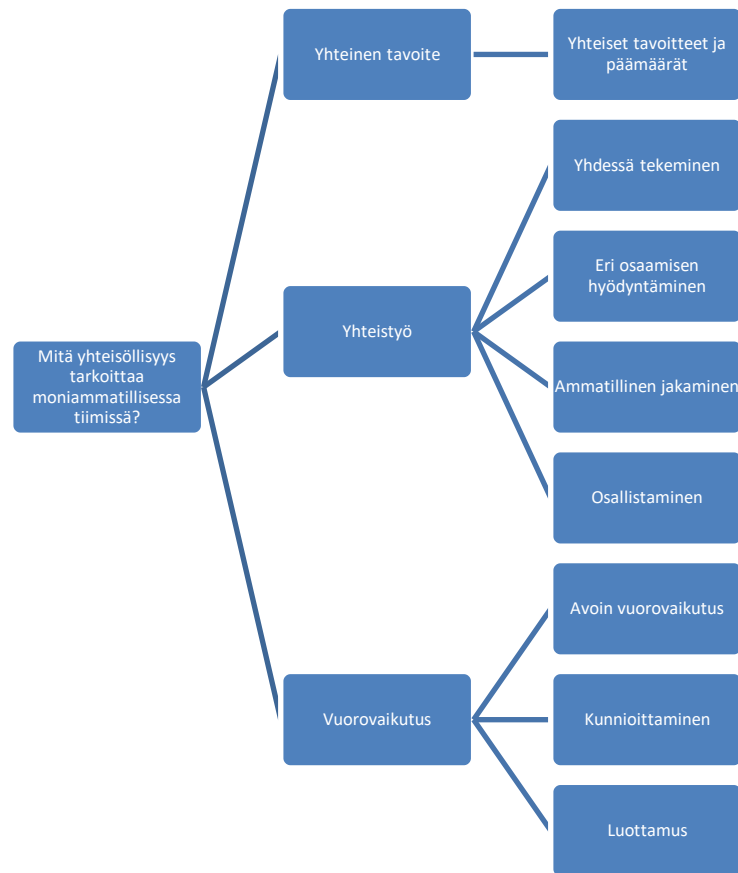 Yhteinen tavoite
Yhteiset tavoitteet ja
päämäärät
Yhdessä tekeminen
Eri osaamisen
hyödyntäminen
Yhteistyö
Mitä yhteisöllisyys
tarkoittaa
moniammatillisessa
tiimissä?
Ammatillinen jakaminen
Osallistaminen
Avoin vuorovaikutus
Vuorovaikutus
Kunnioittaminen
Luottamus